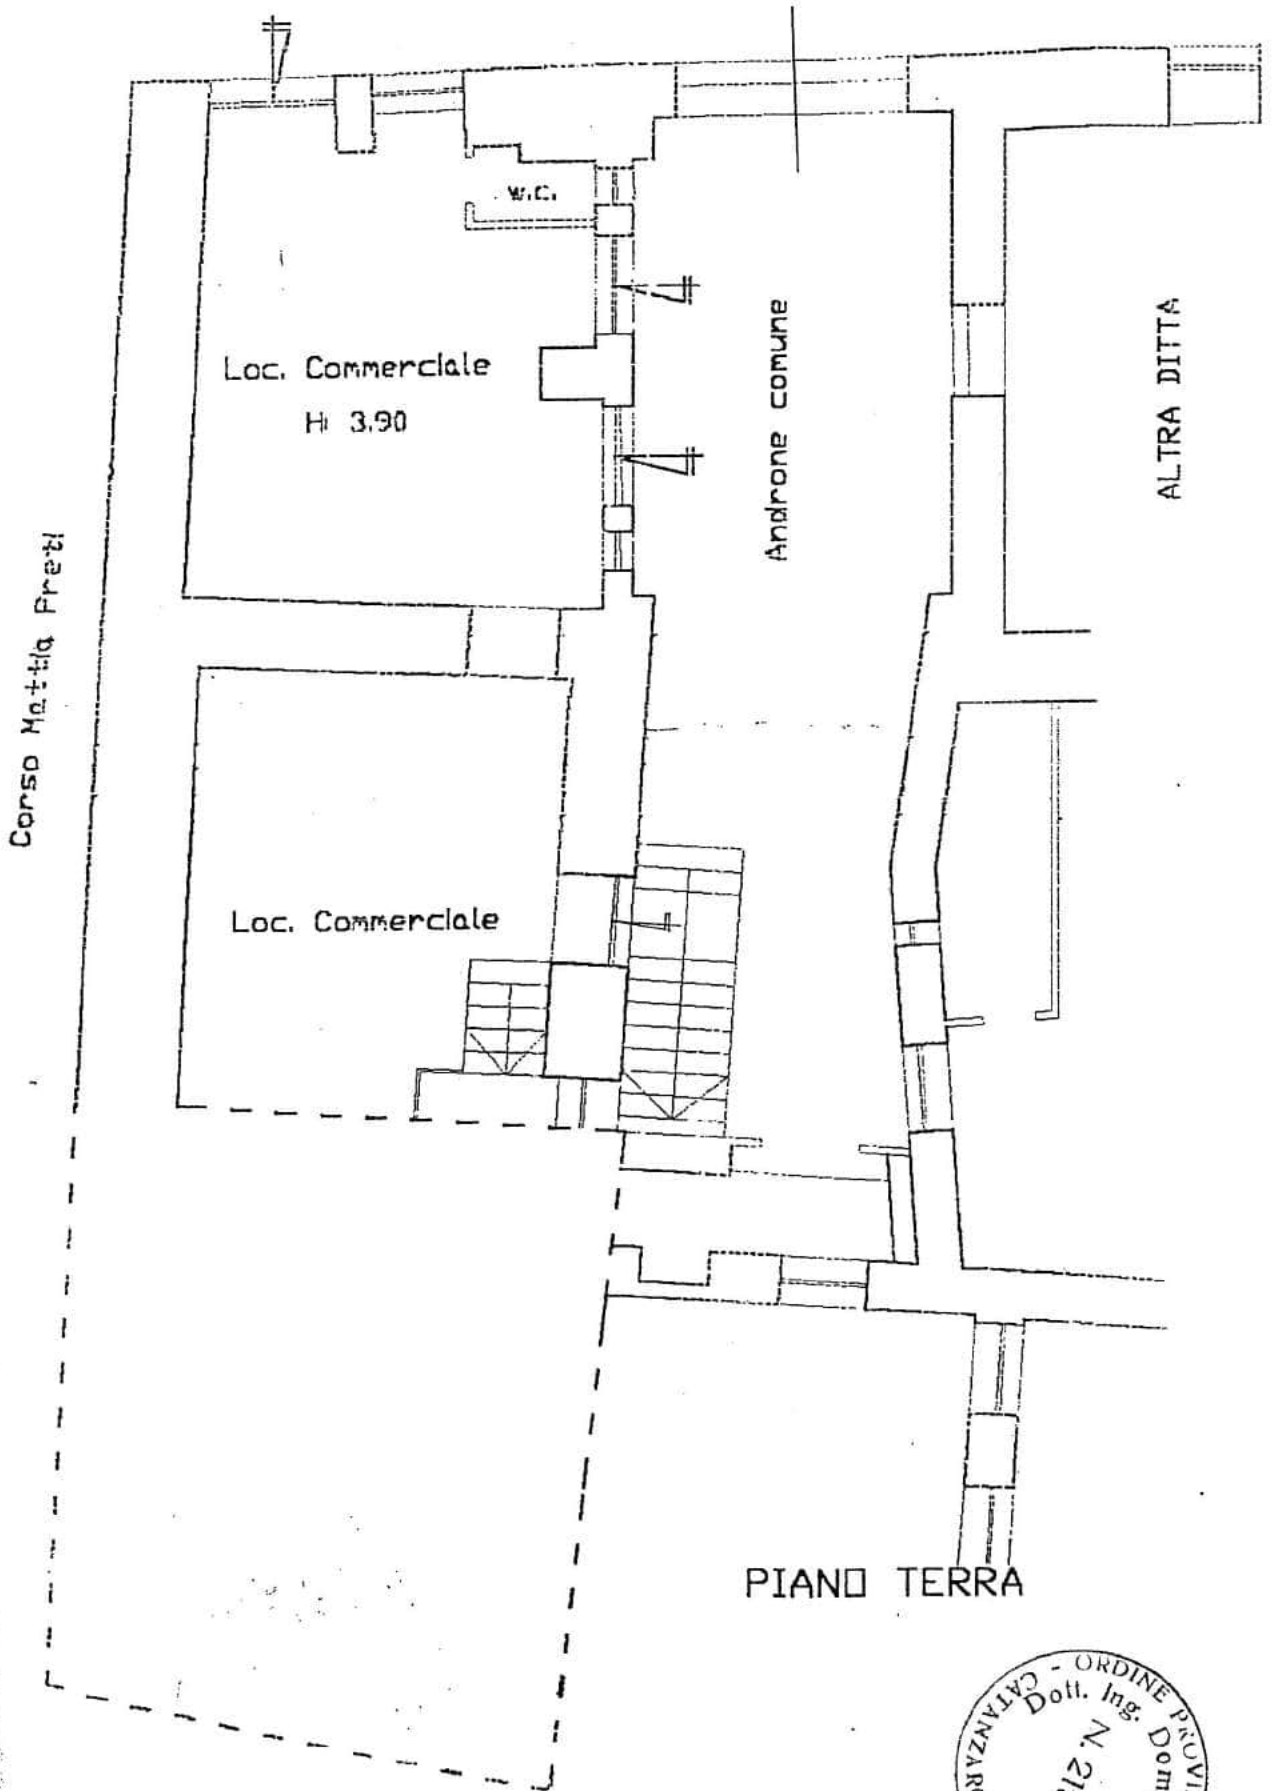 W.C.
Loc. Commerciale
H: 3.90
Androne comune
ALTRA DITTA
Corso Mattia Preti
Loc. Commerciale
PIANO TERRA
CATANZARO - ORDINE
Dott. Ing.